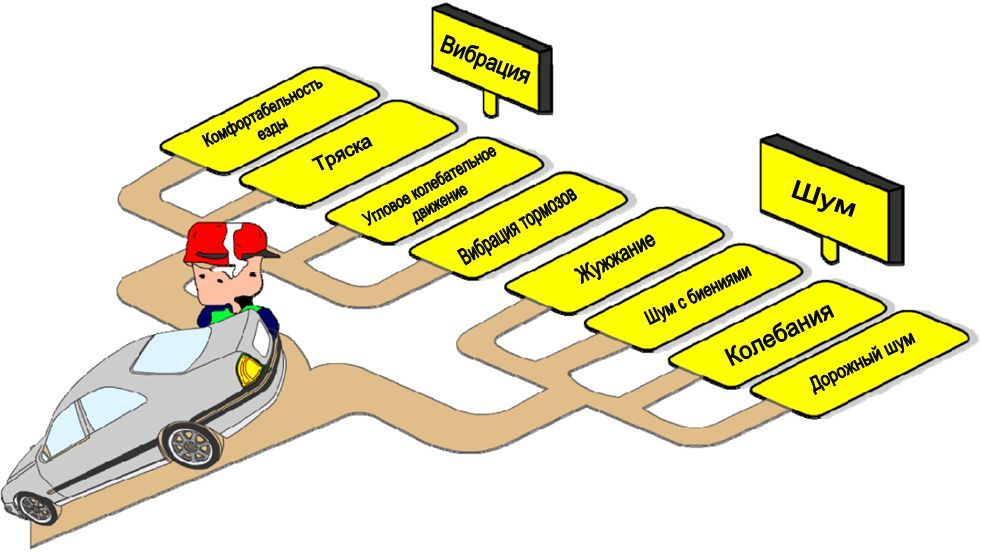 Вибрация
Комфортабельность
езды
Тряска
Угловое колебательное
движение
Вибрация тормозов
Шум
Жужжание
Шум с биениями
Колебания
Дорожный шум